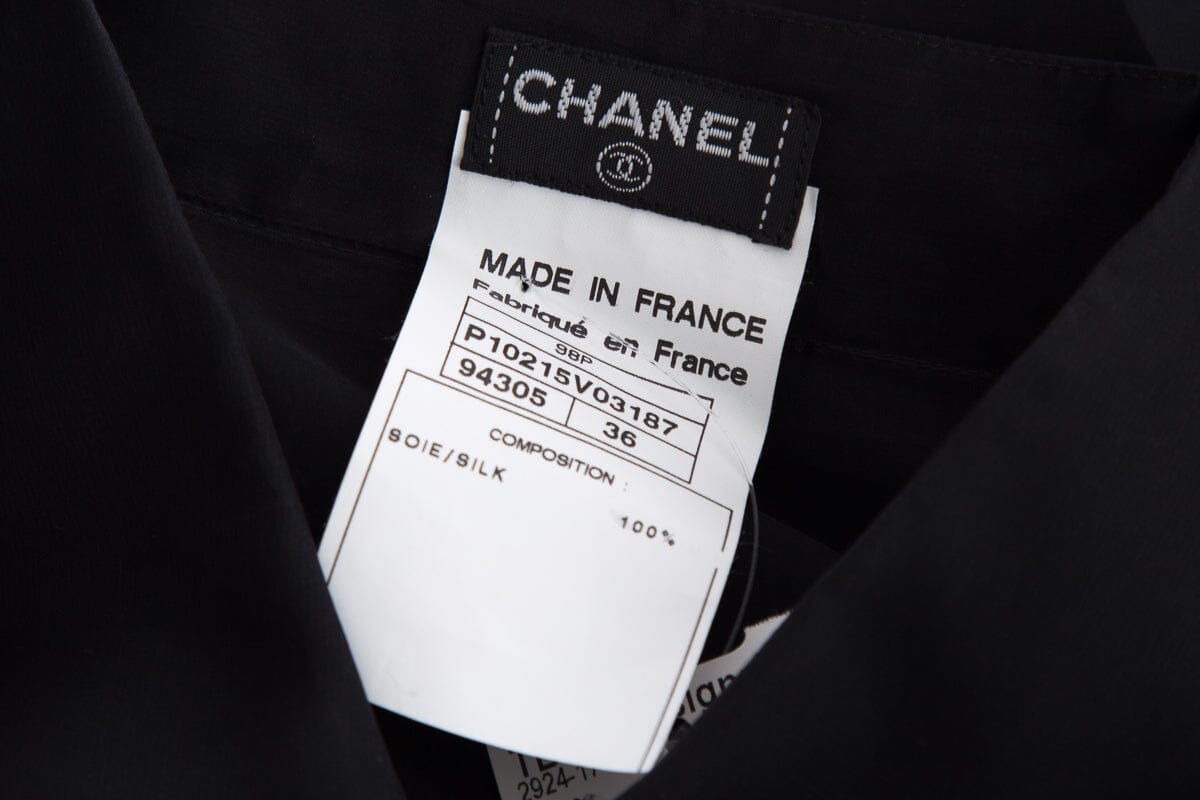 CHANEL
MADE IN FRANCE
Fabriqué en France
98P
P10215V03187
94305 36
COMPOSITION :
SOIE/SILK
100%